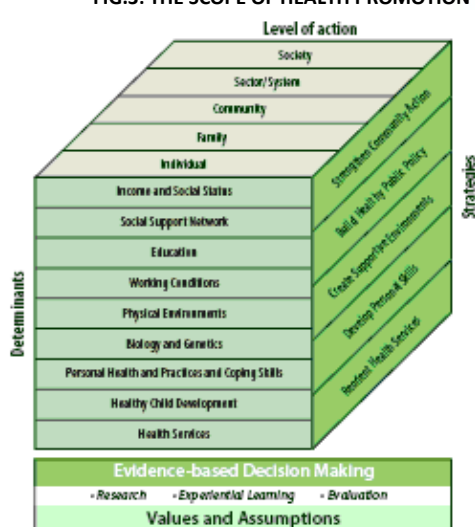 FIG.3: THE SCOPE OF HEALTH PROMOTION
Level of action
Society
Sector/System
Community
Family
Individual
Income and Social Status
Social Support Network
Education
Working Conditions
Physical Environments
Biology and Genetics
Personal Health and Practices and Coping Skills
Healthy Child Development
Health Services
Determinants
Strengthen Community Action
Build Healthy Public Policy
Create Supportive Environments
Develop Personal Skills
Reorient Health Services
Strategies
Evidence-based Decision Making
- Research - Experiential Learning - Evaluation
Values and Assumptions